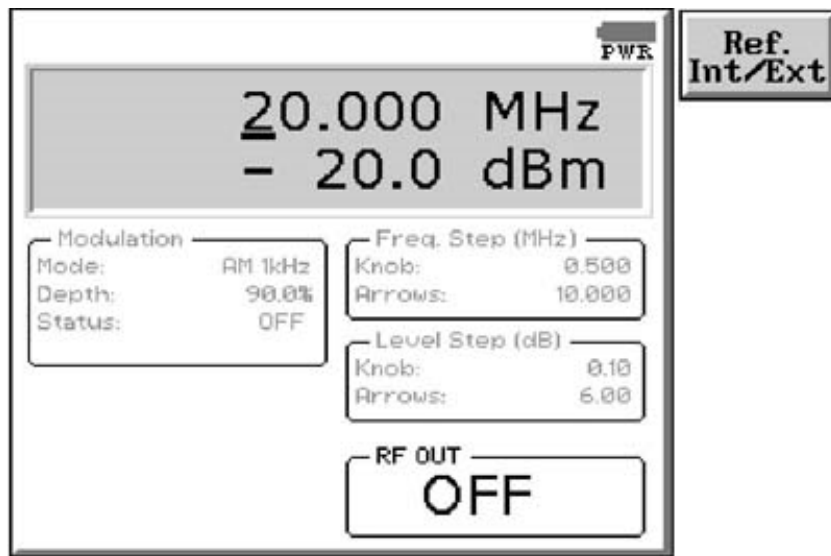 PWR
Ref.
Int/Ext
20.000 MHz
- 20.0 dBm
Modulation
Mode: AM 1kHz
Depth: 90.0%
Status: OFF
Freq. Step (MHz)
Knob: 0.500
Arrows: 10.000
Level Step (dB)
Knob: 0.10
Arrows: 6.00
RF OUT
OFF